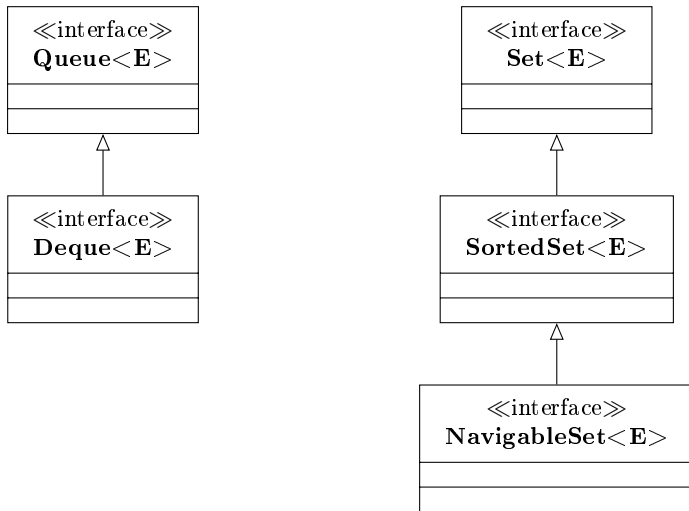 ≪interface≫
Queue<E>
≪interface≫
Set<E>
≪interface≫
Deque<E>
≪interface≫
SortedSet<E>
≪interface≫
NavigableSet<E>